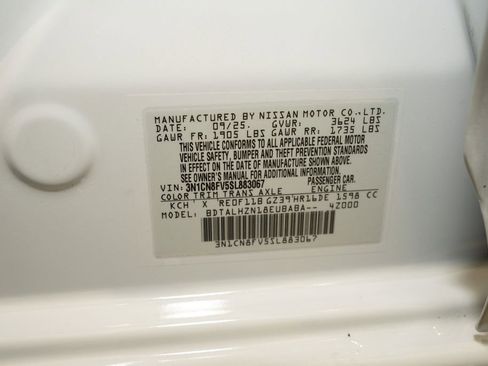 MANUFACTURED BY NISSAN MOTOR CO.,LTD.
DATE: 09/25. GVWR: 3624 LBS
GAWR FR: 1905 LBS GAWR RR: 1735 LBS
THIS VEHICLE CONFORMS TO ALL APPLICABLE FEDERAL MOTOR
VEHICLE SAFETY, BUMPER AND THEFT PREVENTION STANDARDS
IN EFFECT ON THE DATE OF MANUFACTURE SHOWN ABOVE.
SEE OWNER'S MANUAL FOR ADDITIONAL INFORMATION.
VIN: 3N1CN8FV5SL883067 PASSENGER CAR.
COLOR TRIM TRANS AXLE ENGINE
KCH X RE0F11B GZ39 HR16DE 1598 CC
MODEL: BDTALHZN18EUBABA-- 4Z000
3N1CN8FV5SL883067